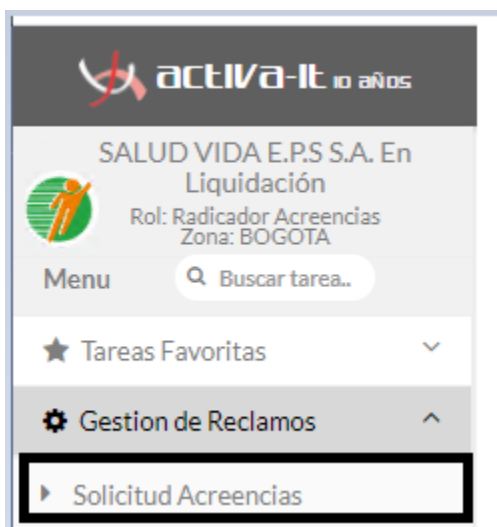 activa-it 10 años
SALUD VIDA E.P.S S.A. En
Liquidación
Rol: Radicador Acreencias
Zona: BOGOTA
Menu
Buscar tarea..
Tareas Favoritas
Gestion de Reclamos
Solicitud Acreencias